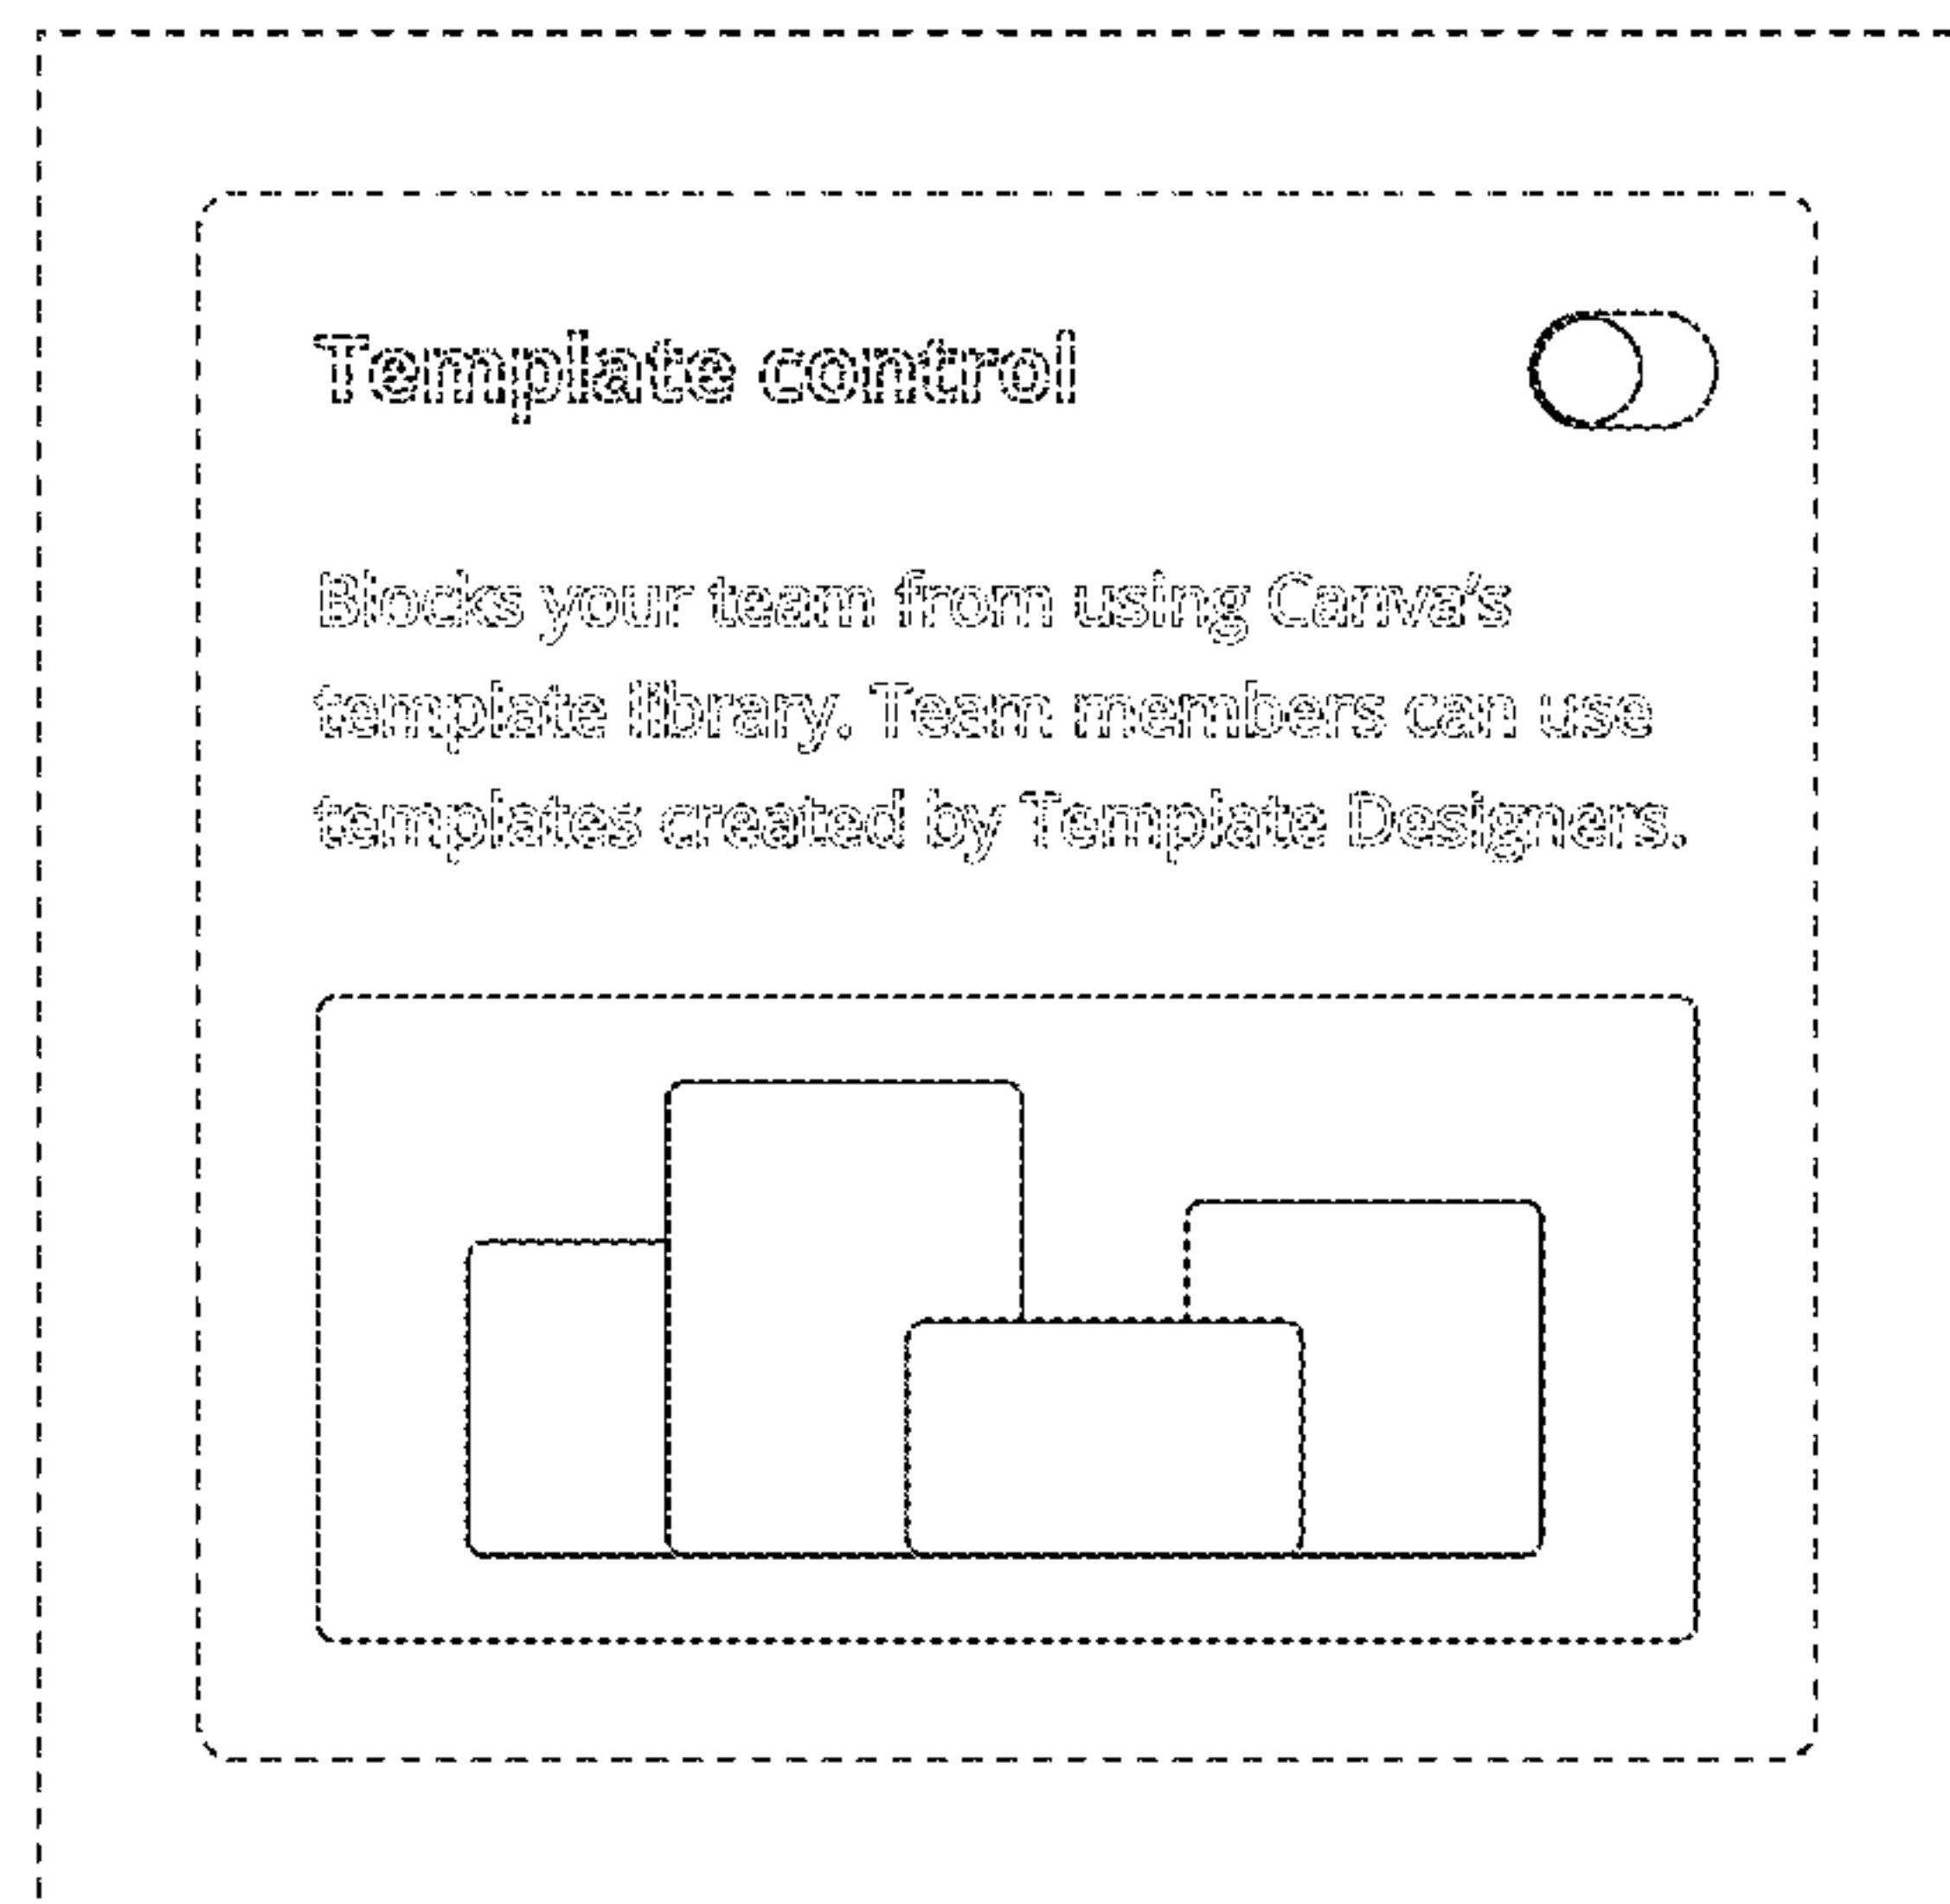 Template control
Blocks your team from using Canva's
template library. Team members can use
templates created by Template Designers.